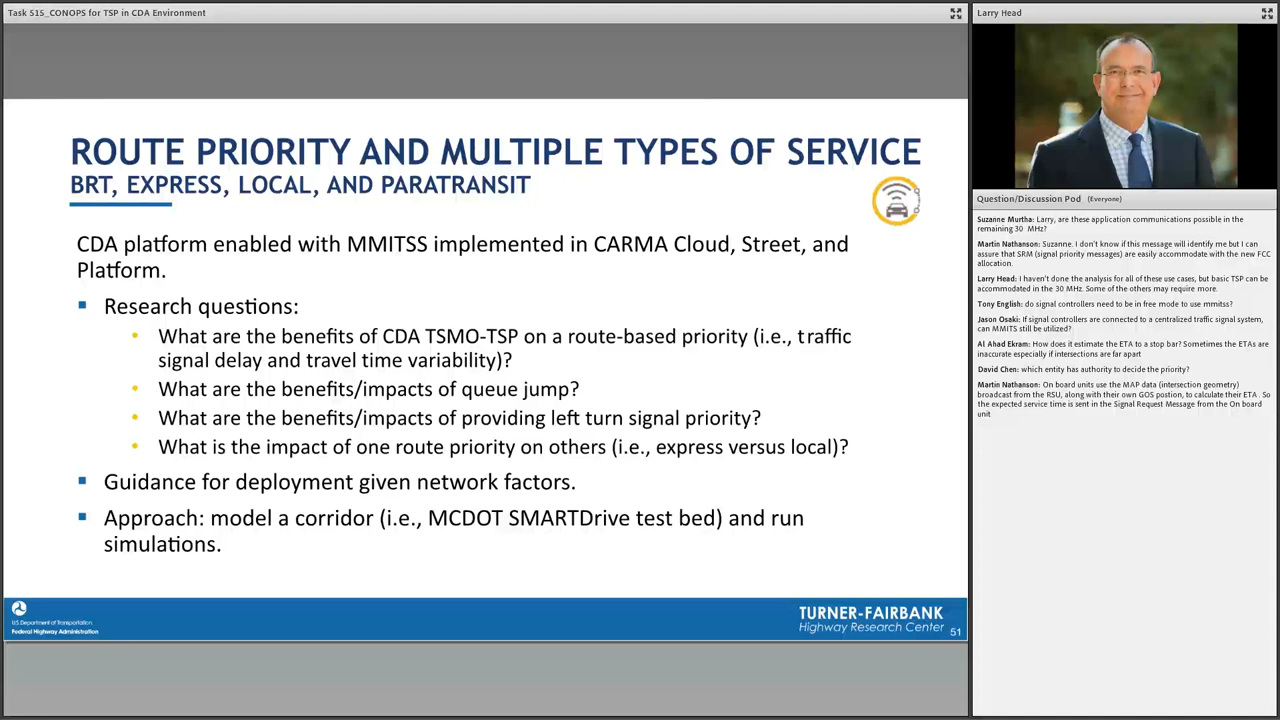 Task 515_CONOPS for TSP in CDA Environment
ROUTE PRIORITY AND MULTIPLE TYPES OF SERVICE
BRT, EXPRESS, LOCAL, AND PARATRANSIT
CDA platform enabled with MMITSS implemented in CARMA Cloud, Street, and
Platform.
Research questions:
What are the benefits of CDA TSMO-TSP on a route-based priority (i.e., traffic
signal delay and travel time variability)?
What are the benefits/impacts of queue jump?
What are the benefits/impacts of providing left turn signal priority?
What is the impact of one route priority on others (i.e., express versus local)?
Guidance for deployment given network factors.
Approach: model a corridor (i.e., MCDOT SMARTDrive test bed) and run
simulations.
U.S. Department of Transportation
Federal Highway Administration
TURNER-FAIRBANK
Highway Research Center
51
Larry Head
Question/Discussion Pod (Everyone)
Suzanne Murtha: Larry, are these application communications possible in the
remaining 30 MHz?
Martin Nathanson: Suzanne. I don't know if this message will identify me but I can
assure that SRM (signal priority messages) are easily accommodate with the new FCC
allocation.
Larry Head: I haven't done the analysis for all of these use cases, but basic TSP can be
accommodated in the 30 MHz. Some of the others may require more.
Tony English: do signal controllers need to be in free mode to use mmitss?
Jason Osaki: If signal controllers are connected to a centralized traffic signal system,
can MMITS still be utilized?
Al Ahad Ekram: How does it estimate the ETA to a stop bar? Sometimes the ETAs are
inaccurate especially if intersections are far apart
David Chen: which entity has authority to decide the priority?
Martin Nathanson: On board units use the MAP data (intersection geometry)
broadcast from the RSU, along with their own GOS postion, to calculate their ETA . So
the expected service time is sent in the Signal Request Message from the On board
unit